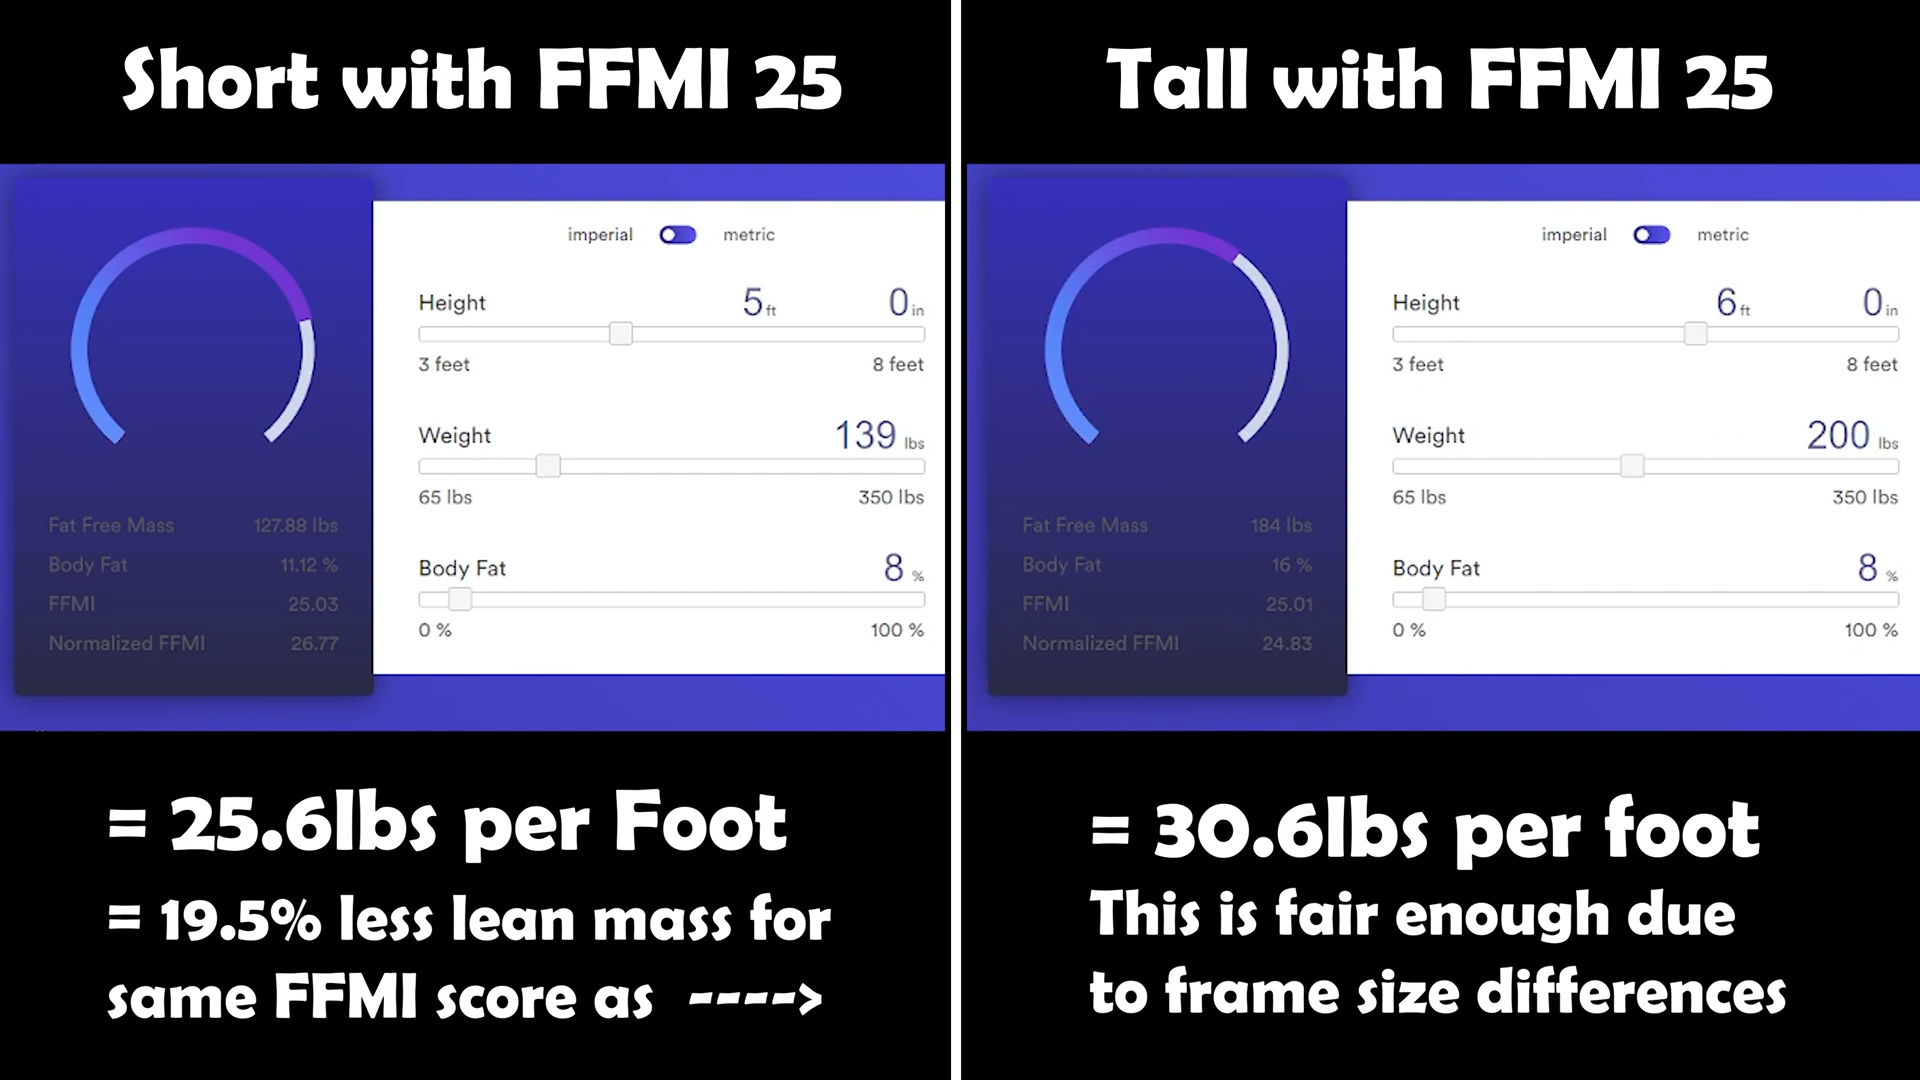 Short with FFMI 25
imperial metric
Height 5 ft 0 in
3 feet 8 feet
Weight 139 lbs
65 lbs 350 lbs
Body Fat 8 %
0 % 100 %
Fat Free Mass 127.88 lbs
Body Fat 11.12 %
FFMI 25.03
Normalized FFMI 26.77
= 25.6lbs per Foot
= 19.5% less lean mass for
same FFMI score as ---->
Tall with FFMI 25
imperial metric
Height 6 ft 0 in
3 feet 8 feet
Weight 200 lbs
65 lbs 350 lbs
Body Fat 8 %
0 % 100 %
Fat Free Mass 184 lbs
Body Fat 16 %
FFMI 25.01
Normalized FFMI 24.83
= 30.6lbs per foot
This is fair enough due
to frame size differences